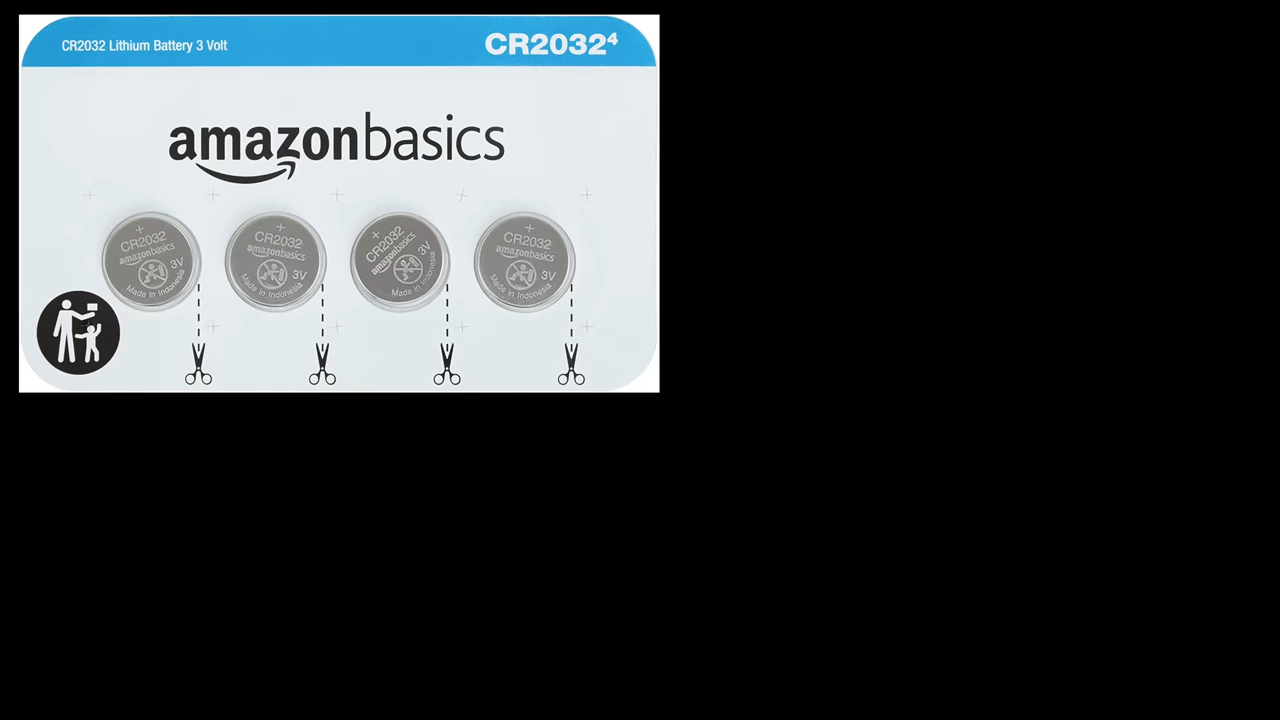 CR2032 Lithium Battery 3 Volt
CR2032⁴
amazonbasics
+
CR2032
amazonbasics
3V
Made in Indonesia
+
CR2032
amazonbasics
3V
Made in Indonesia
+
CR2032
amazonbasics
3V
Made in Indonesia
+
CR2032
amazonbasics
3V
Made in Indonesia